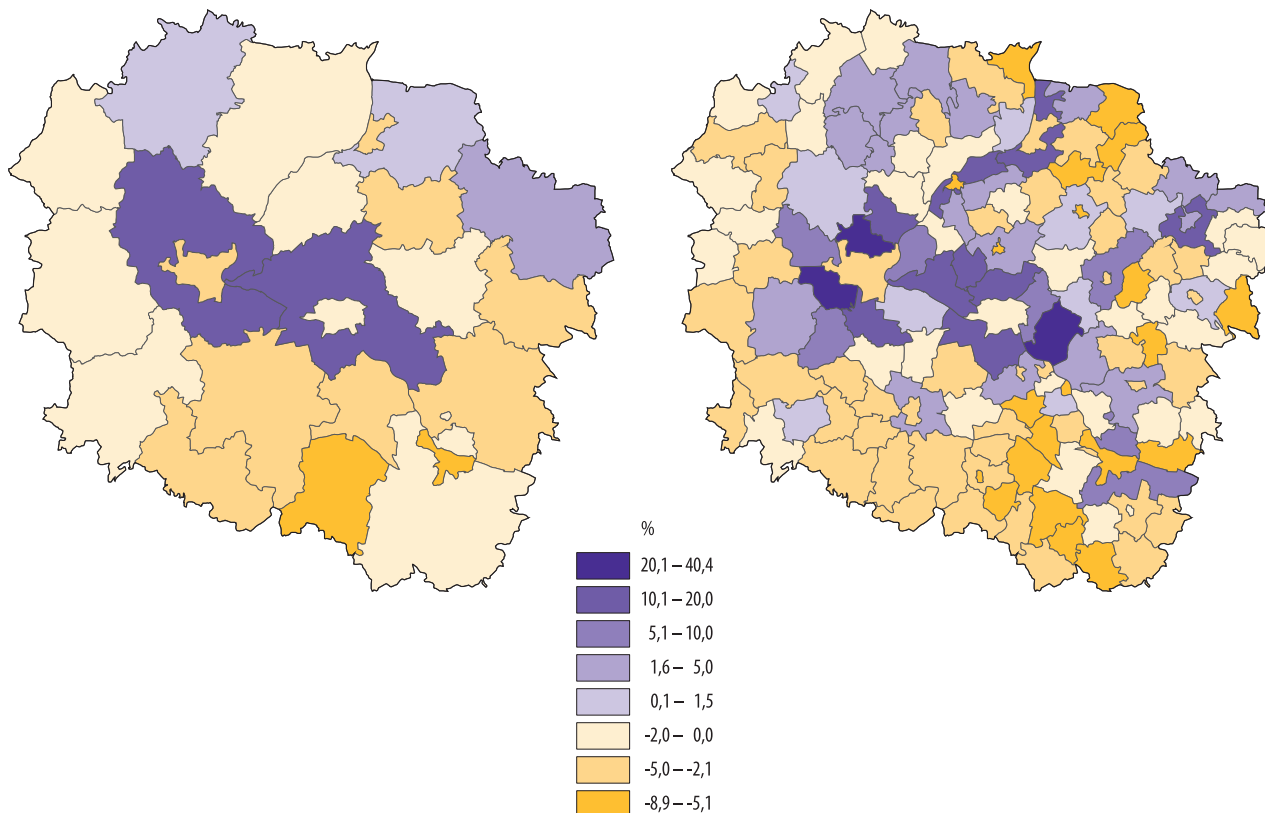 %
20,1 – 40,4
10,1 – 20,0
5,1 – 10,0
1,6 – 5,0
0,1 – 1,5
-2,0 – 0,0
-5,0 – -2,1
-8,9 – -5,1